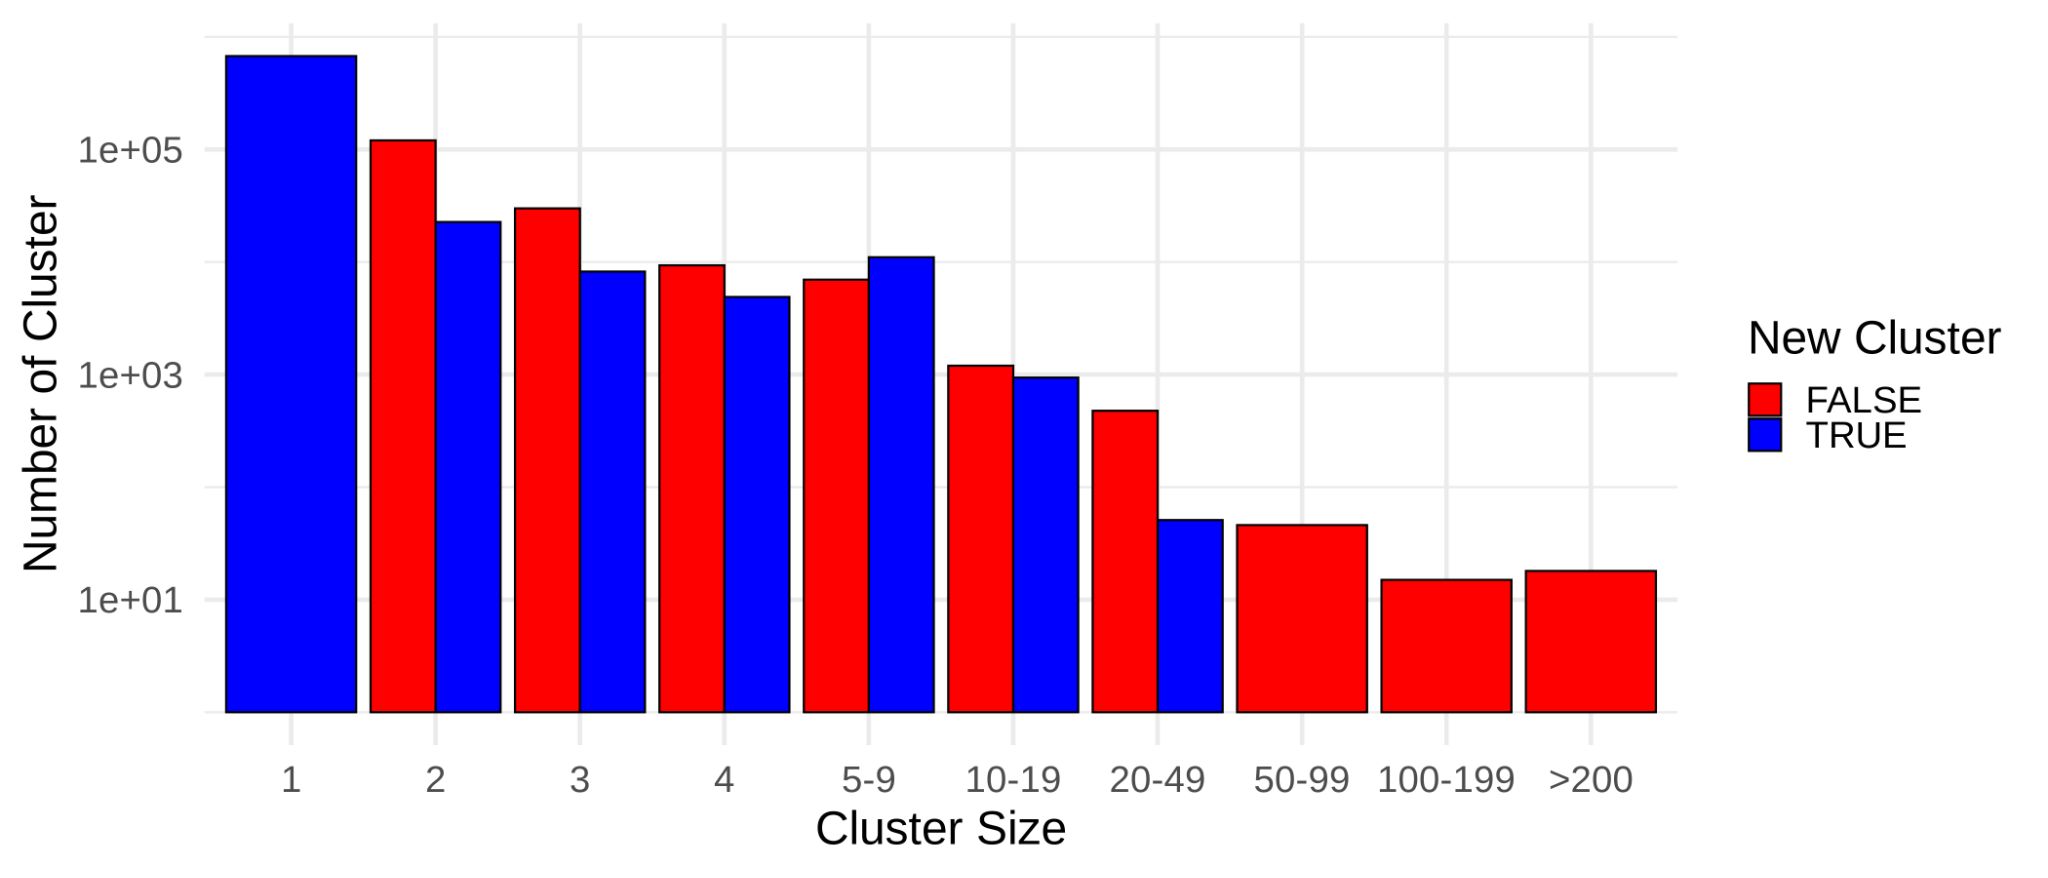 Number of Cluster
1e+05
1e+03
1e+01
1 2 3 4 5-9 10-19 20-49 50-99 100-199 >200
Cluster Size
New Cluster
FALSE
TRUE